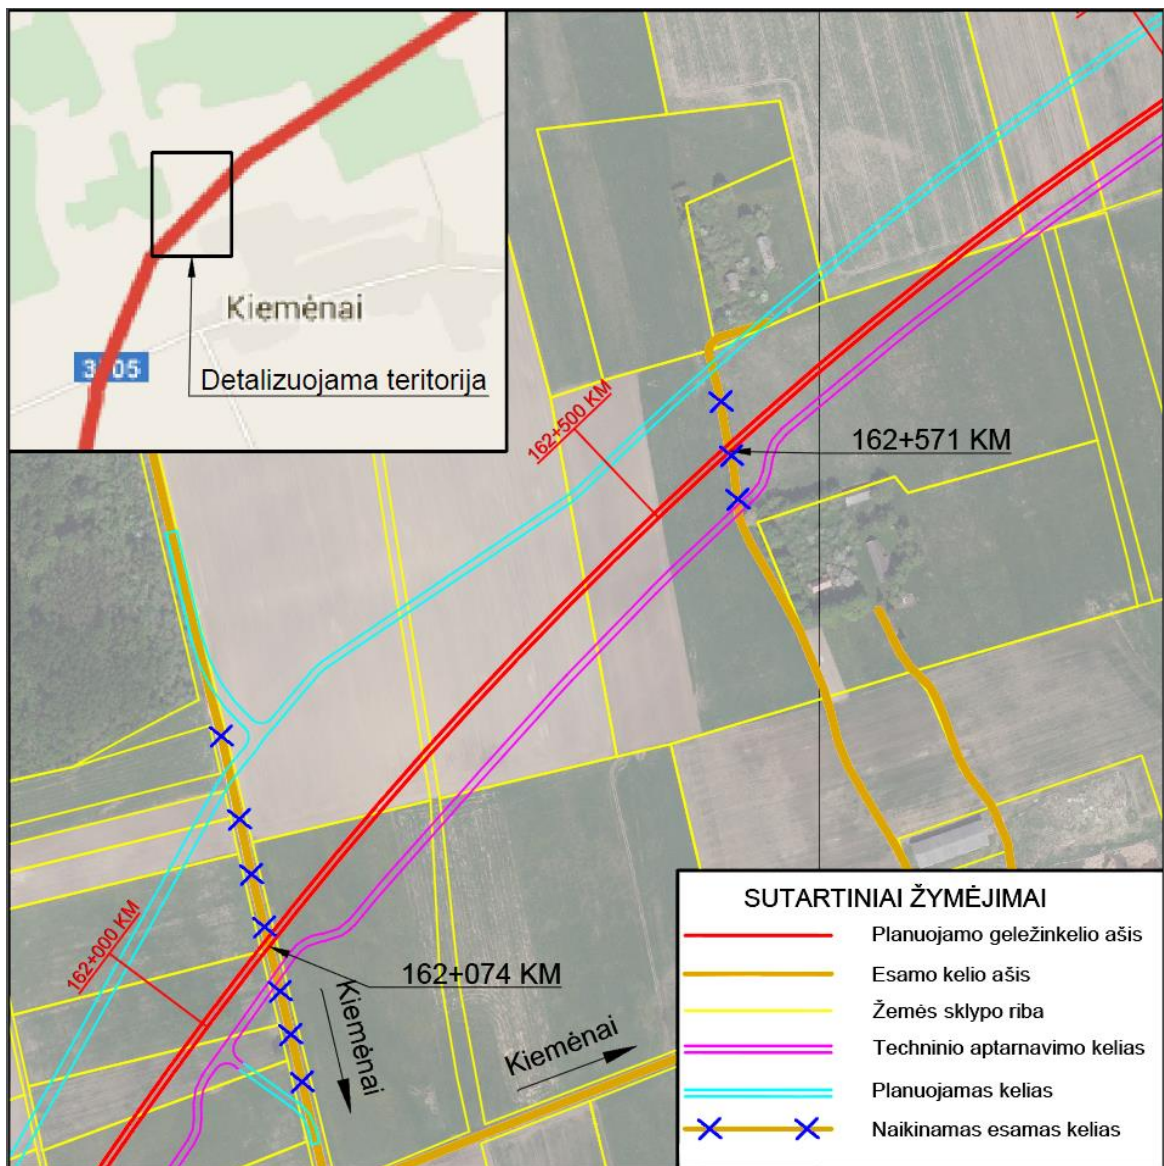 Kiemėnai
Detalizuojama teritorija
162+500 KM
162+571 KM
162+000 KM
162+074 KM
Kiemėnai
Kiemėnai
SUTARTINIAI ŽYMĖJIMAI
Planuojamo geležinkelio ašis
Esamo kelio ašis
Žemės sklypo riba
Techninio aptarnavimo kelias
Planuojamas kelias
Naikinamas esamas kelias